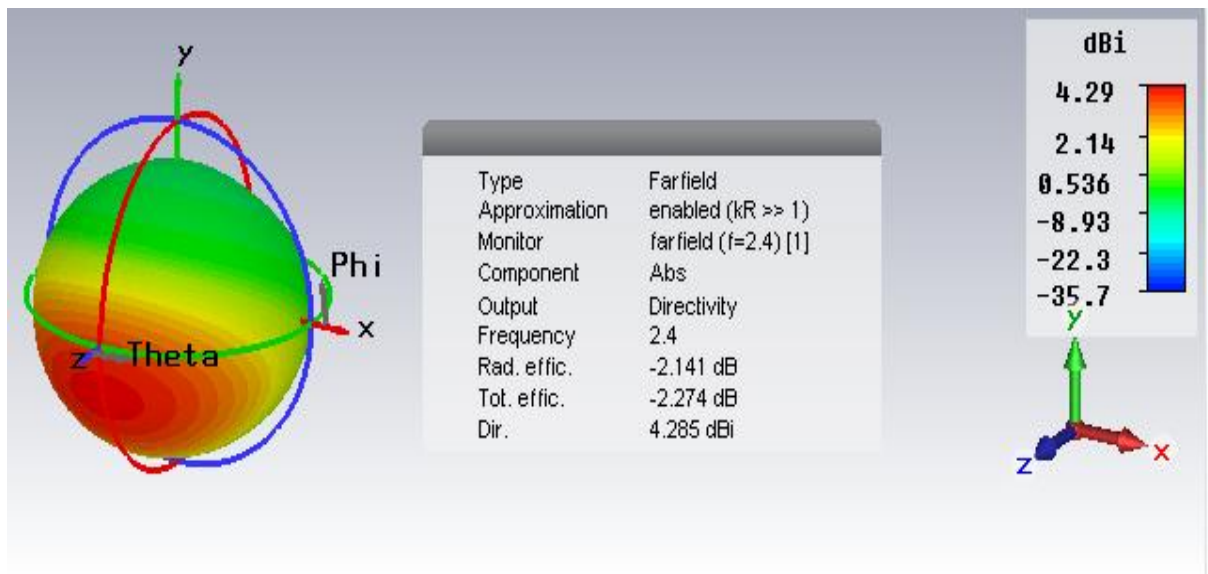 y
Phi
x
z Theta
Type Farfield
Approximation enabled (kR >> 1)
Monitor farfield (f=2.4) [1]
Component Abs
Output Directivity
Frequency 2.4
Rad. effic. -2.141 dB
Tot. effic. -2.274 dB
Dir. 4.285 dBi
dBi
4.29
2.14
0.536
-8.93
-22.3
-35.7
y
z
x